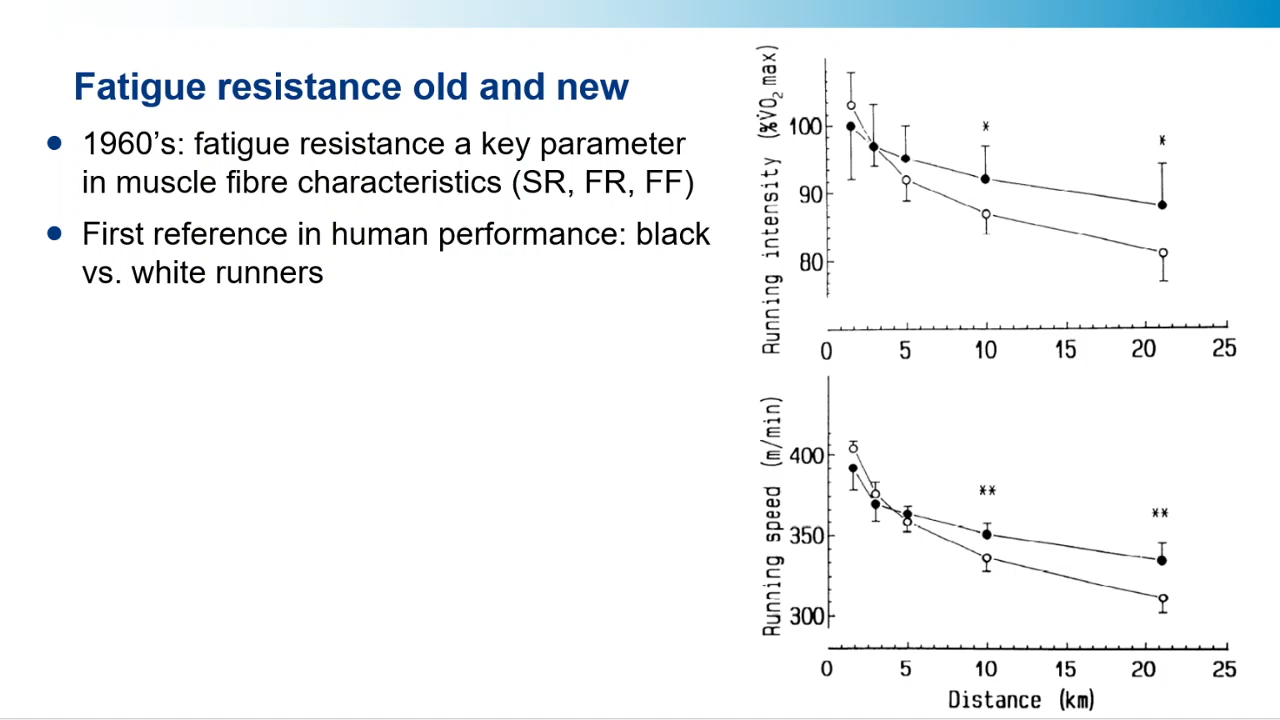 Fatigue resistance old and new
• 1960’s: fatigue resistance a key parameter
in muscle fibre characteristics (SR, FR, FF)
• First reference in human performance: black
vs. white runners
Running intensity (%V̇O₂ max)
100
90
80
*
*
0 5 10 15 20 25
Running speed (m/min)
400
350
300
**
**
0 5 10 15 20 25
Distance (km)